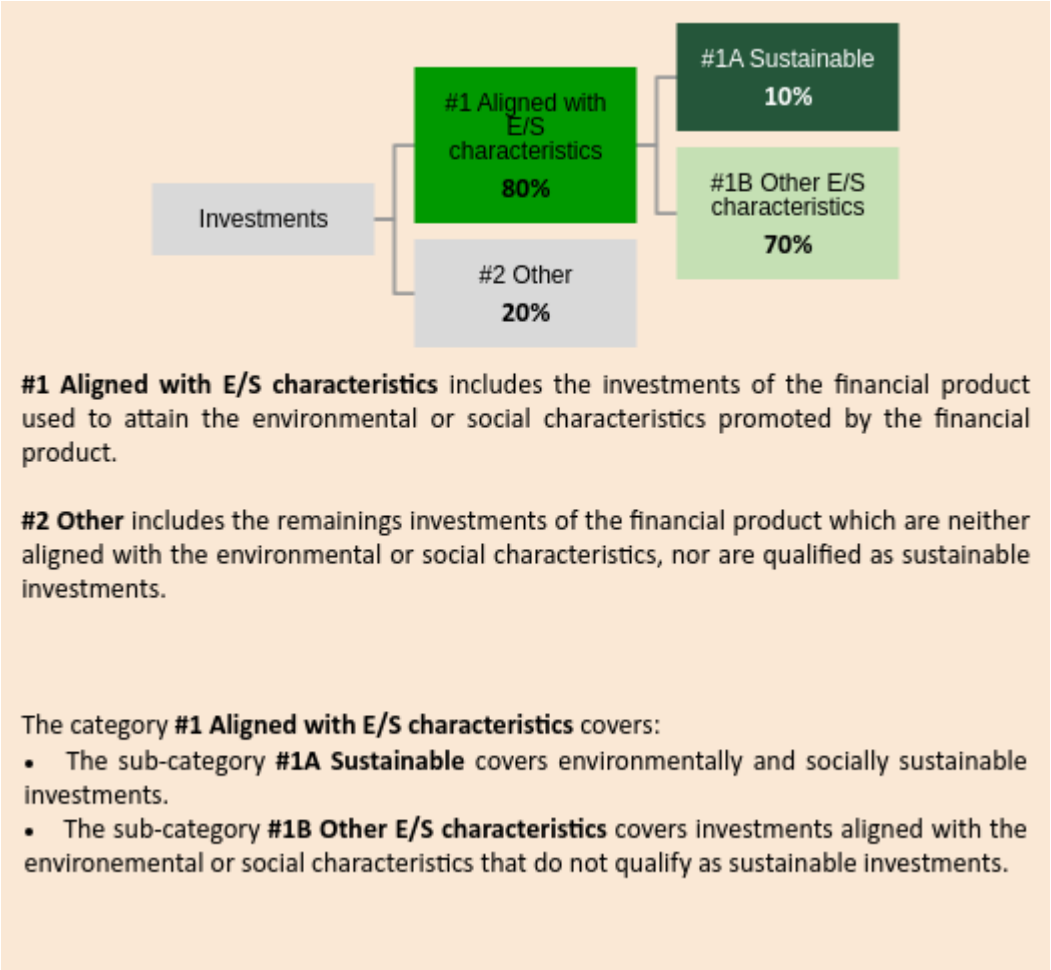 #1A Sustainable
10%
#1 Aligned with
E/S
characteristics
80%
#1B Other E/S
characteristics
70%
Investments
#2 Other
20%
#1 Aligned with E/S characteristics includes the investments of the financial product
used to attain the environmental or social characteristics promoted by the financial
product.
#2 Other includes the remainings investments of the financial product which are neither
aligned with the environmental or social characteristics, nor are qualified as sustainable
investments.
The category #1 Aligned with E/S characteristics covers:
• The sub-category #1A Sustainable covers environmentally and socially sustainable
investments.
• The sub-category #1B Other E/S characteristics covers investments aligned with the
environemental or social characteristics that do not qualify as sustainable investments.